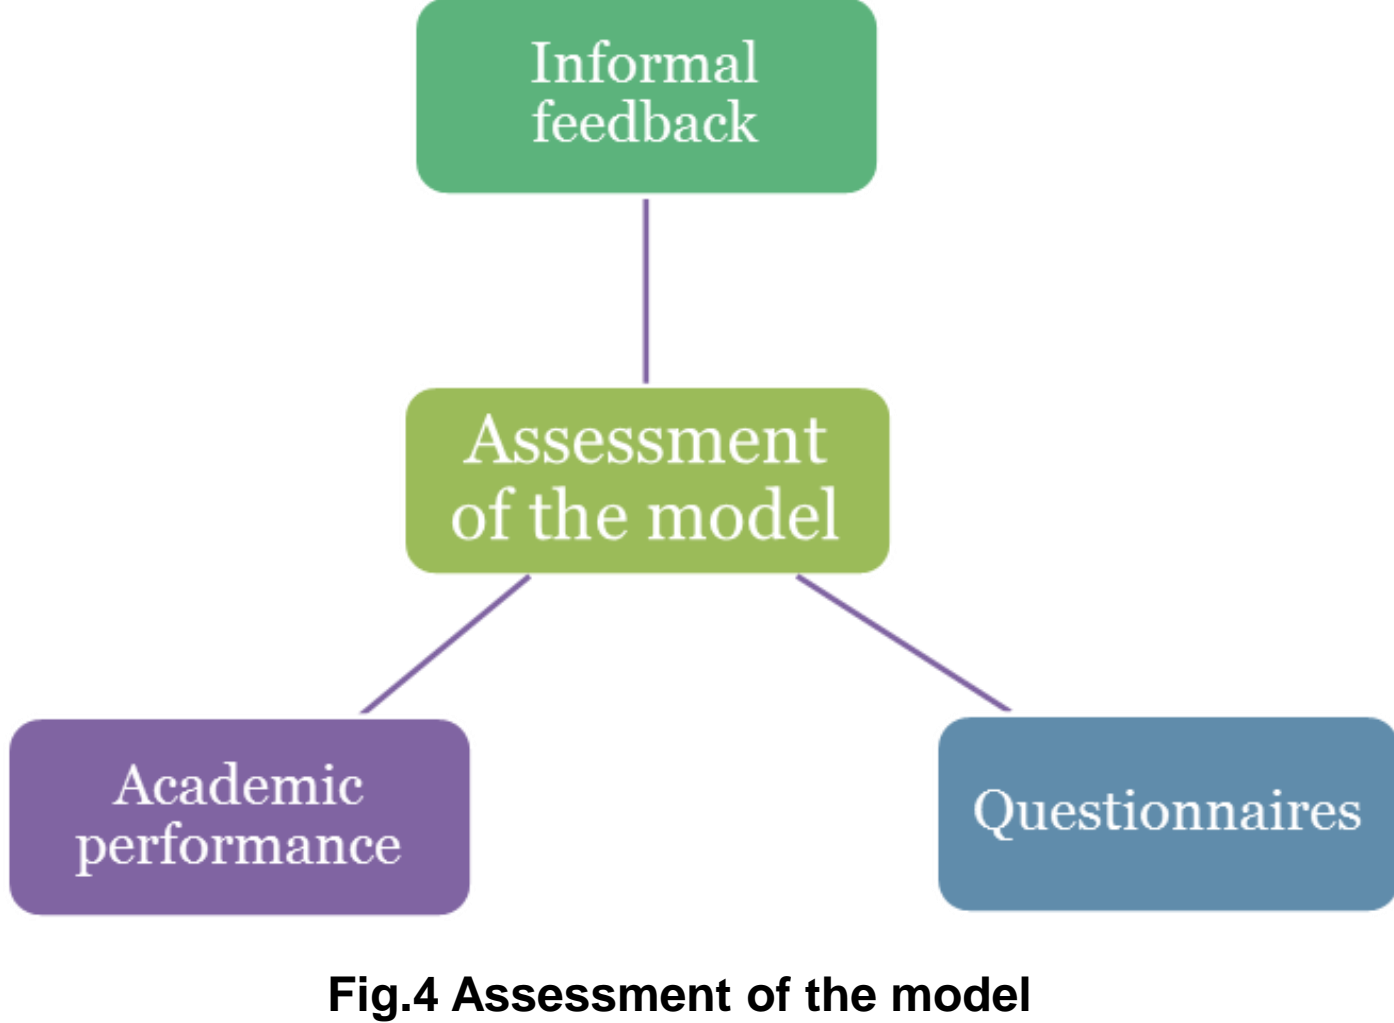 Informal
feedback
Assessment
of the model
Academic
performance
Questionnaires
Fig.4 Assessment of the model